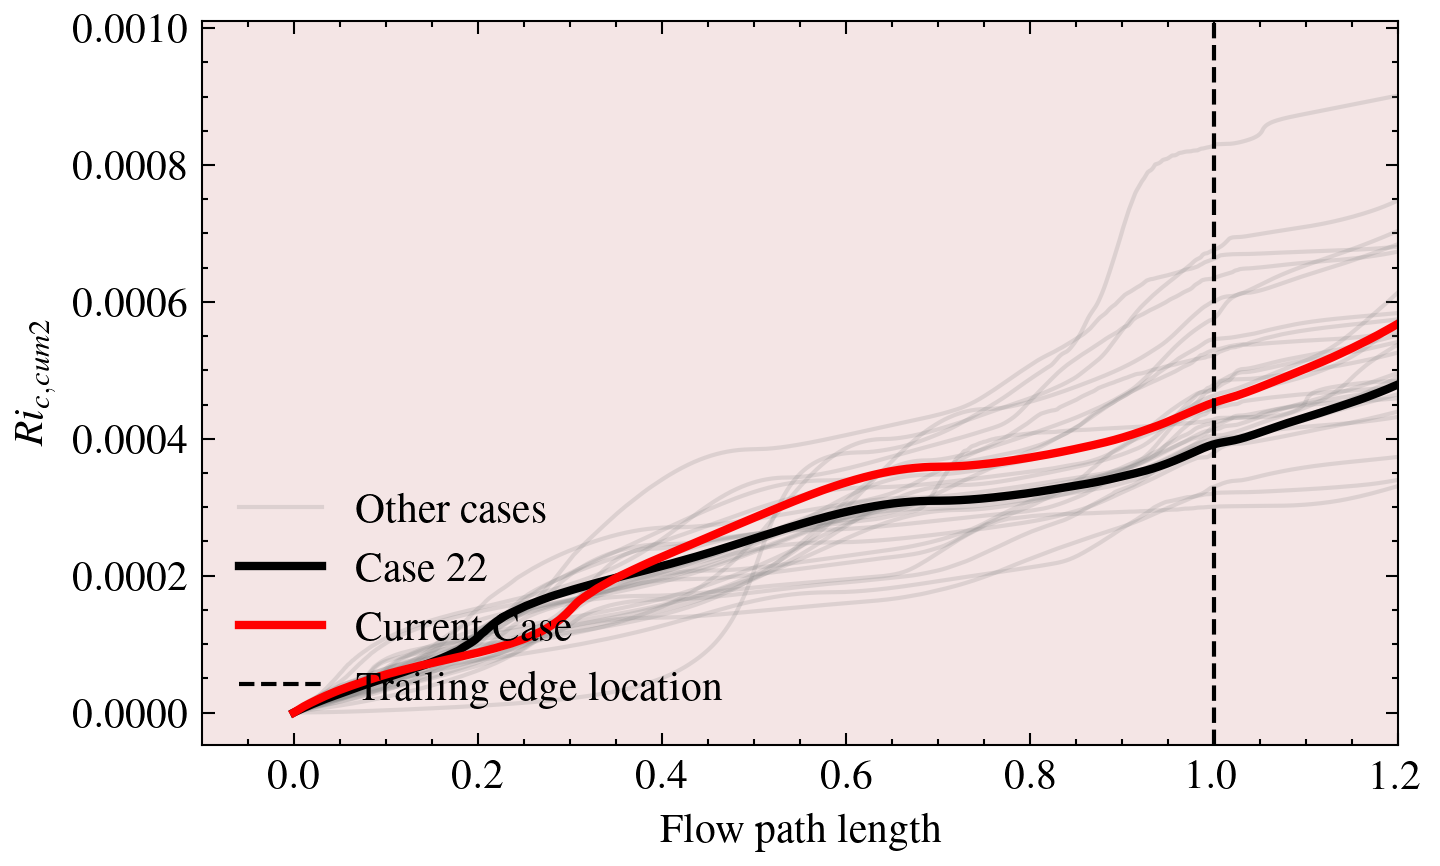 0.0010
0.0008
0.0006
0.0004
0.0002
0.0000
Ri_{c,cum2}
Other cases
Case 22
Current Case
Trailing edge location
0.0 0.2 0.4 0.6 0.8 1.0 1.2
Flow path length